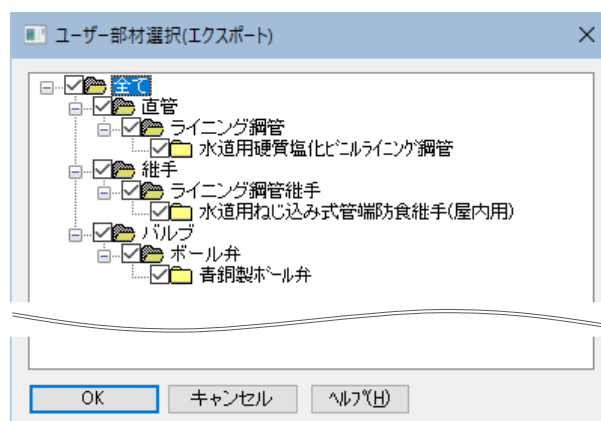 ユーザー部材選択(エクスポート)
全て
直管
ライニング鋼管
水道用硬質塩化ﾋﾞﾆﾙﾗｲﾆﾝｸﾞ鋼管
継手
ライニング鋼管継手
水道用ねじ込み式管端防食継手(屋内用)
バルブ
ボール弁
青銅製ﾎﾞｰﾙ弁
OK キャンセル ﾍﾙﾌﾟ(H)